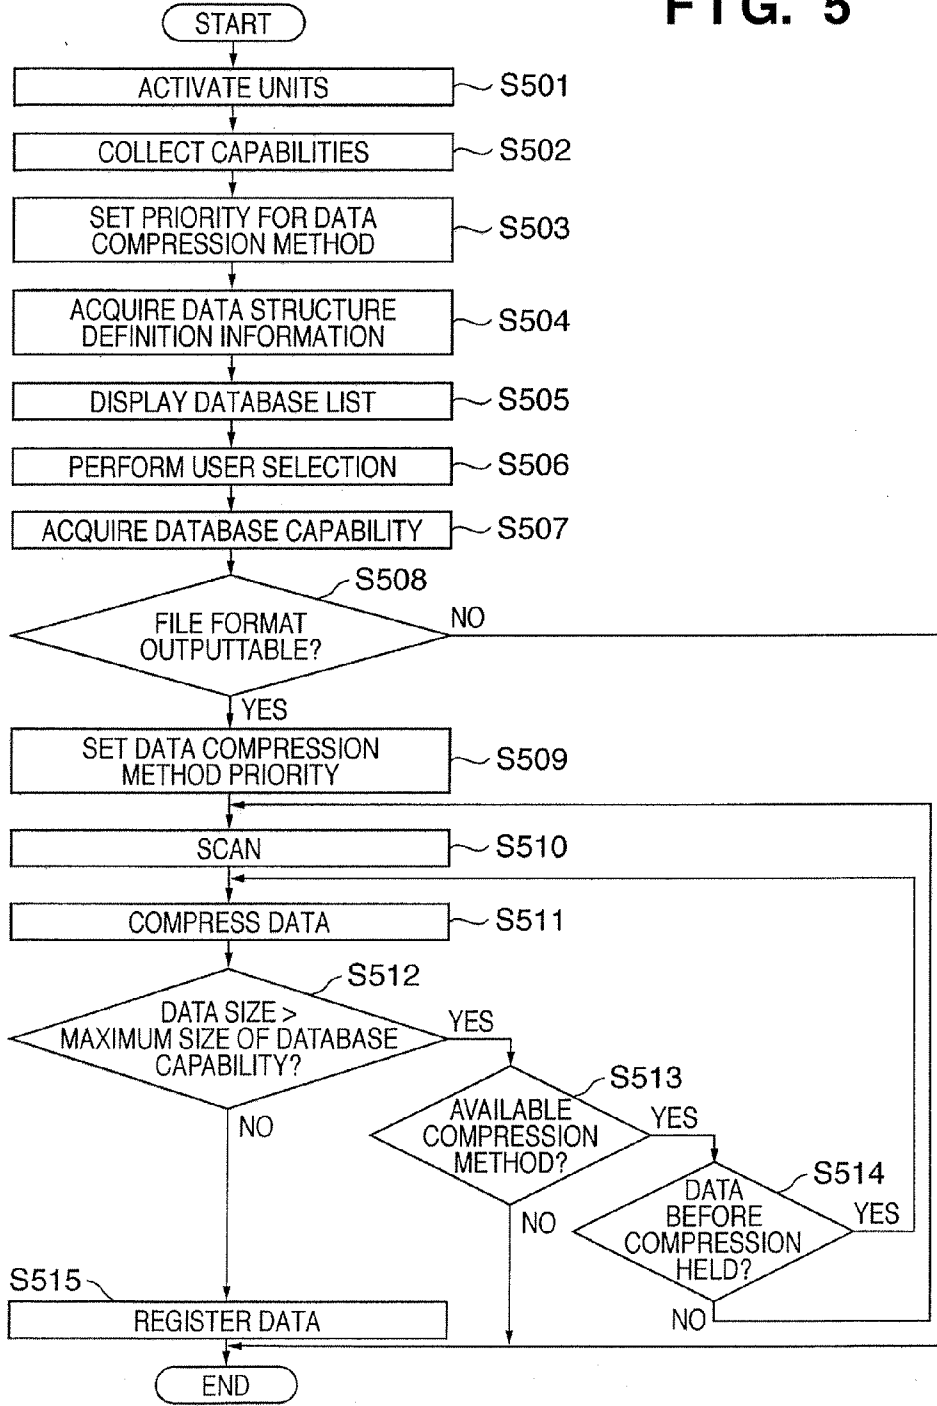 FIG. 5
START
ACTIVATE UNITS
S501
COLLECT CAPABILITIES
S502
SET PRIORITY FOR DATA
COMPRESSION METHOD
S503
ACQUIRE DATA STRUCTURE
DEFINITION INFORMATION
S504
DISPLAY DATABASE LIST
S505
PERFORM USER SELECTION
S506
ACQUIRE DATABASE CAPABILITY
S507
S508
FILE FORMAT
OUTPUTTABLE?
NO
YES
SET DATA COMPRESSION
METHOD PRIORITY
S509
SCAN
S510
COMPRESS DATA
S511
S512
DATA SIZE >
MAXIMUM SIZE OF DATABASE
CAPABILITY?
YES
NO
S513
AVAILABLE
COMPRESSION
METHOD?
YES
NO
S514
DATA
BEFORE
COMPRESSION
HELD?
YES
NO
S515
REGISTER DATA
END